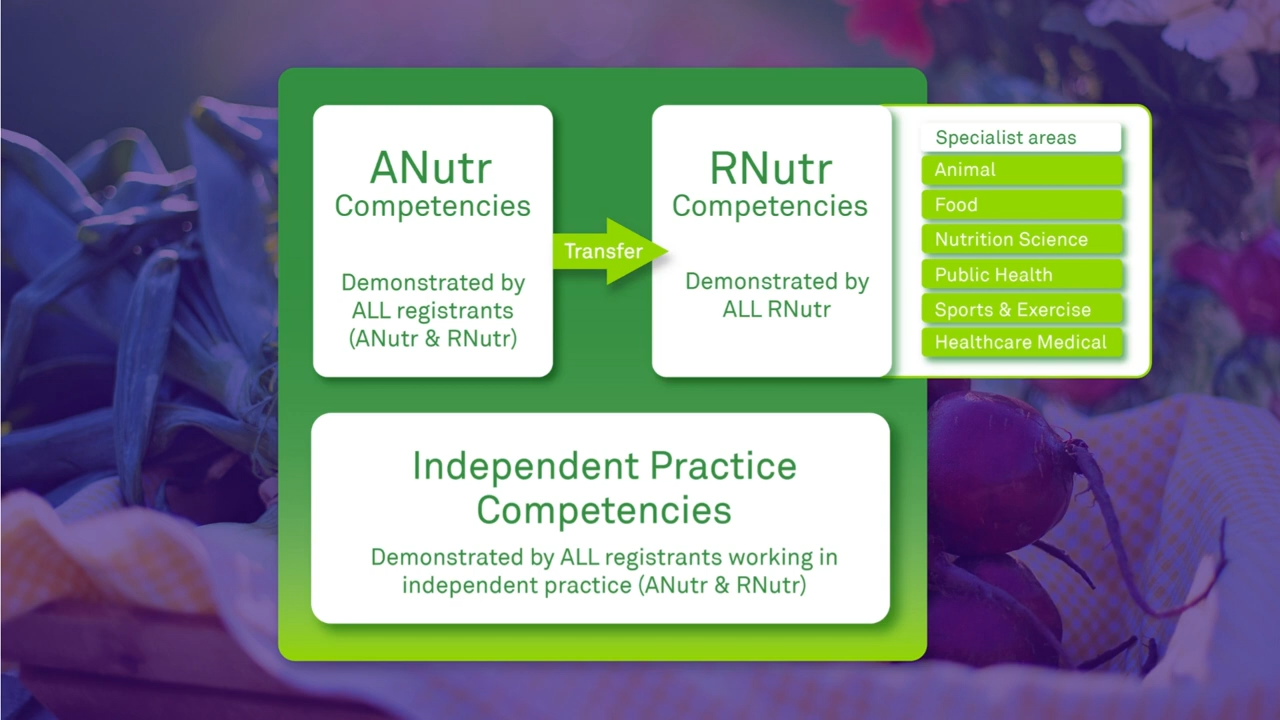 ANutr
Competencies
Demonstrated by
ALL registrants
(ANutr & RNutr)
Transfer
RNutr
Competencies
Demonstrated by
ALL RNutr
Specialist areas
Animal
Food
Nutrition Science
Public Health
Sports & Exercise
Healthcare Medical
Independent Practice
Competencies
Demonstrated by ALL registrants working in
independent practice (ANutr & RNutr)